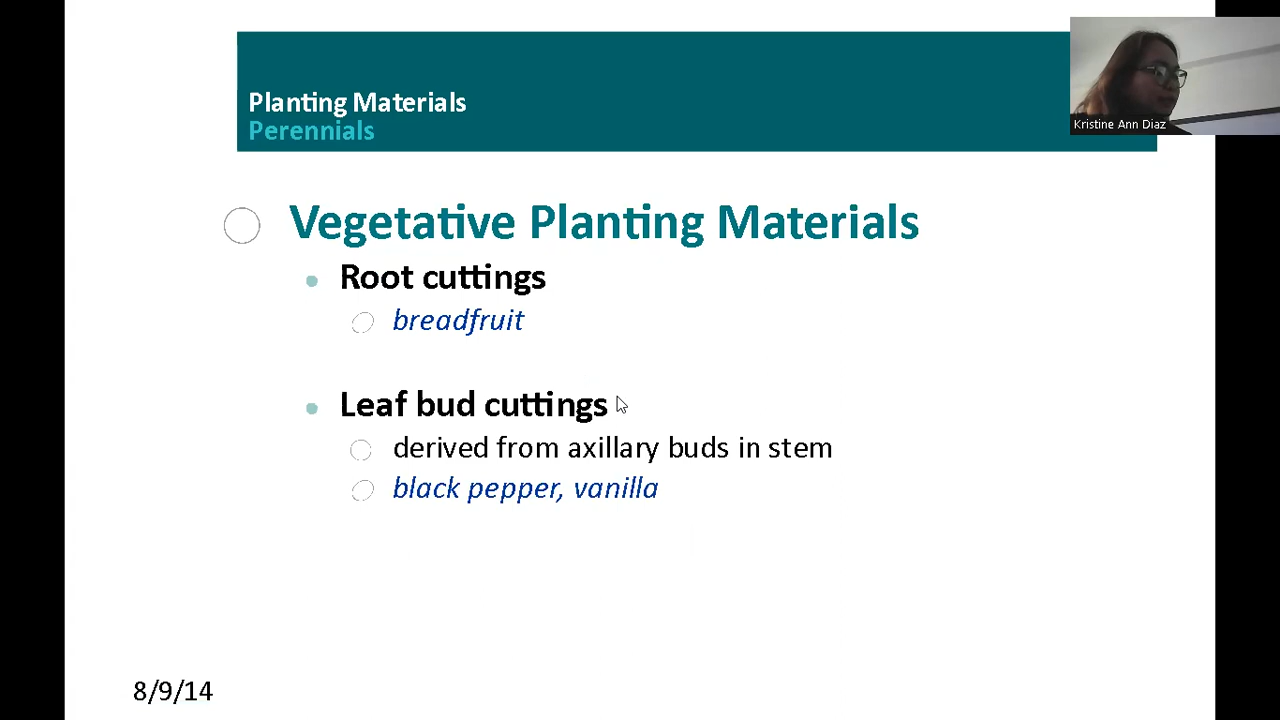 Planting Materials
Perennials
Kristine Ann Diaz
Vegetative Planting Materials
Root cuttings
breadfruit
Leaf bud cuttings
derived from axillary buds in stem
black pepper, vanilla
8/9/14